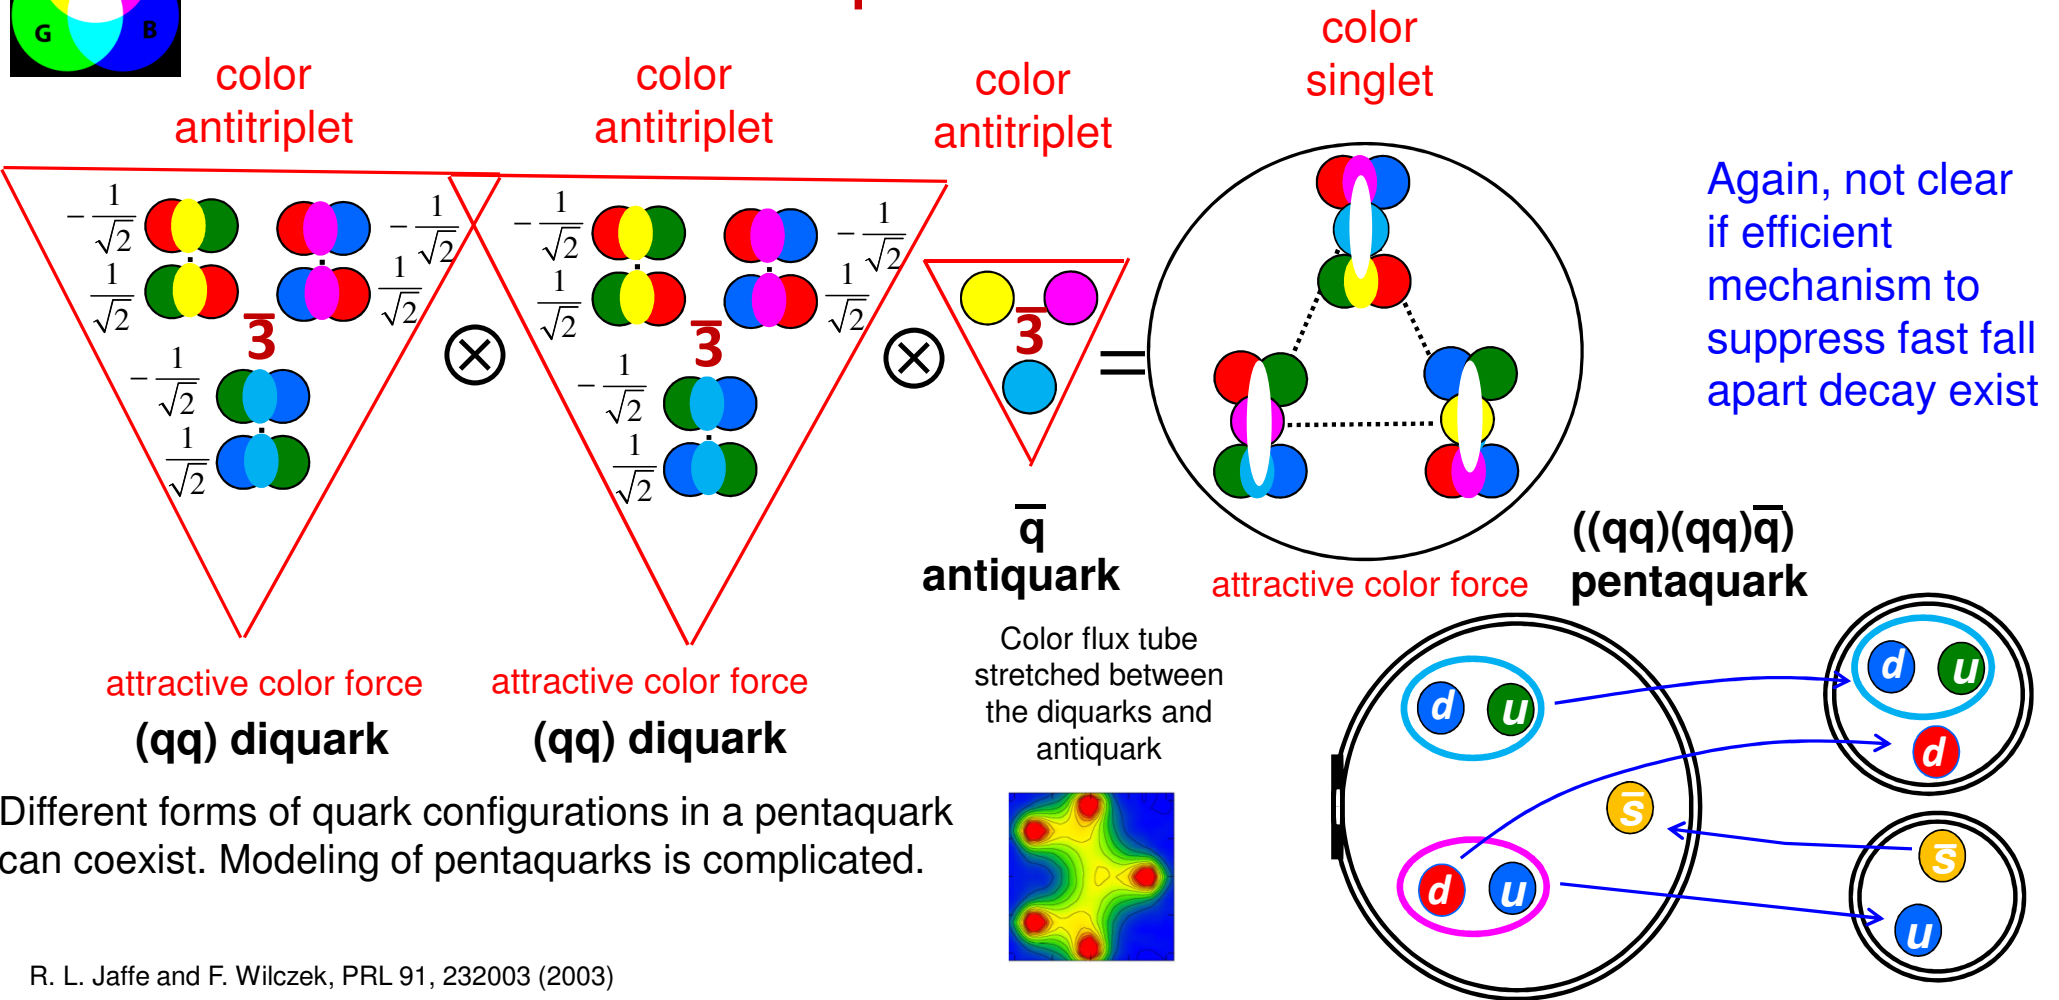 G B
color
antitriplet
color
antitriplet
color
antitriplet
color
singlet
− 1/√2
1/√2
− 1/√2
1/√2
3̅
− 1/√2
1/√2
⊗
− 1/√2
1/√2
− 1/√2
1/√2
3̅
− 1/√2
1/√2
⊗
3̅
=
Again, not clear
if efficient
mechanism to
suppress fast fall
apart decay exist
q̅
antiquark
attractive color force
((qq)(qq)q̅)
pentaquark
attractive color force
(qq) diquark
attractive color force
(qq) diquark
Color flux tube
stretched between
the diquarks and
antiquark
d u
s̅
d u
d u
d
s̅
u
Different forms of quark configurations in a pentaquark
can coexist. Modeling of pentaquarks is complicated.
R. L. Jaffe and F. Wilczek, PRL 91, 232003 (2003)